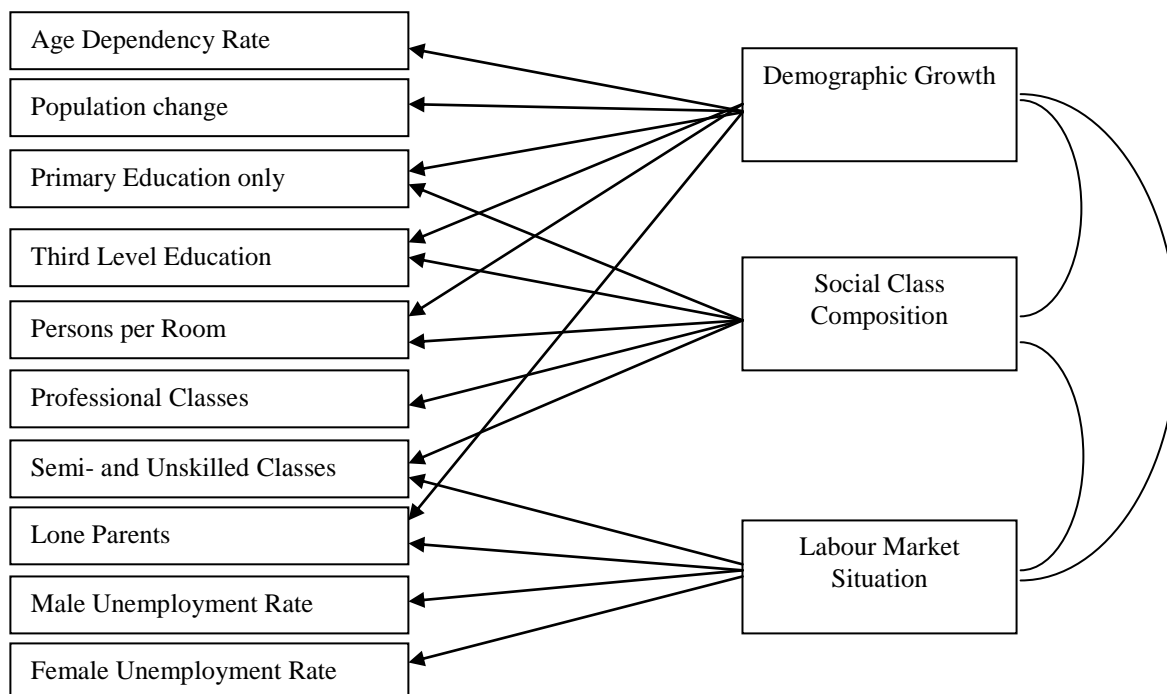 Age Dependency Rate
Population change
Primary Education only
Third Level Education
Persons per Room
Professional Classes
Semi- and Unskilled Classes
Lone Parents
Male Unemployment Rate
Female Unemployment Rate
Demographic Growth
Social Class
Composition
Labour Market
Situation